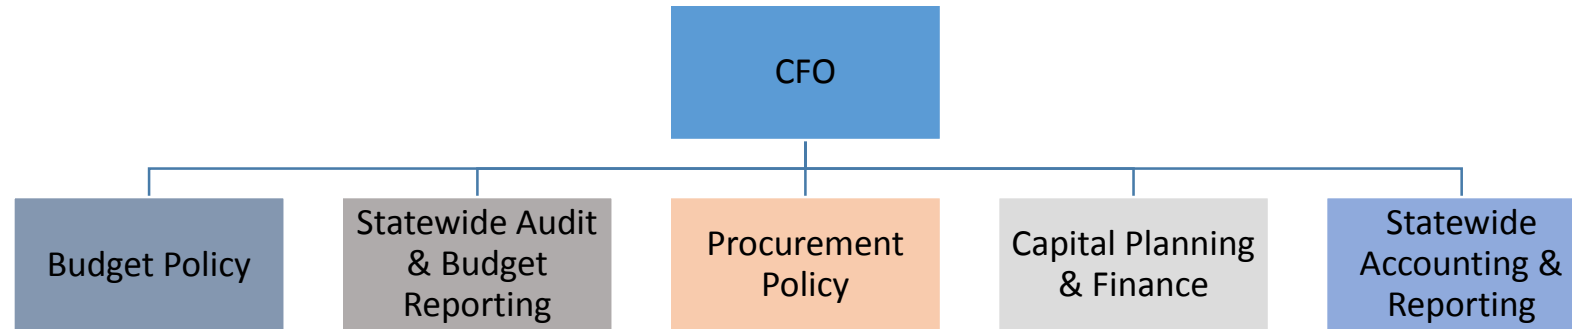 CFO
Budget Policy
Statewide Audit
& Budget
Reporting
Procurement
Policy
Capital Planning
& Finance
Statewide
Accounting &
Reporting